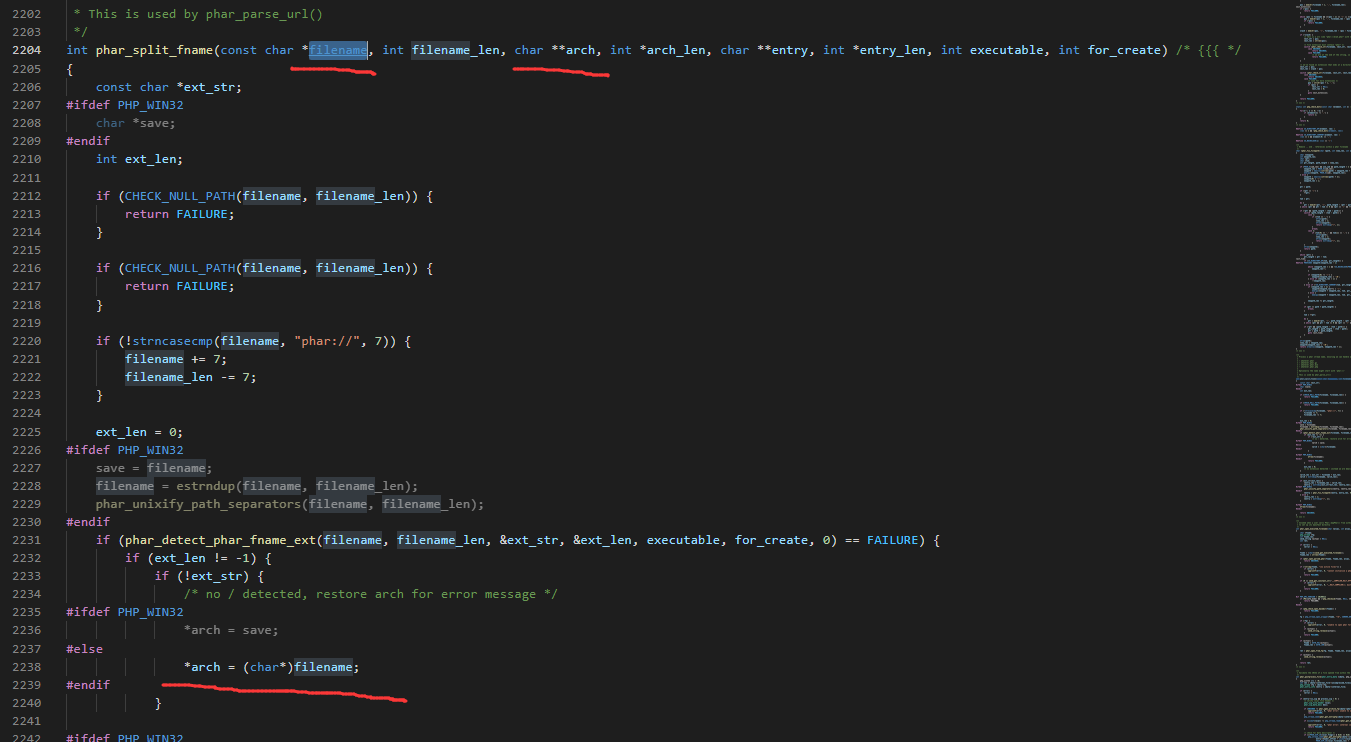 2202 * This is used by phar_parse_url()
2203 */
2204 int phar_split_fname(const char *filename, int filename_len, char **arch, int *arch_len, char **entry, int *entry_len, int executable, int for_create) /* {{{ */
2205 {
2206 const char *ext_str;
2207 #ifdef PHP_WIN32
2208 char *save;
2209 #endif
2210 int ext_len;
2211
2212 if (CHECK_NULL_PATH(filename, filename_len)) {
2213 return FAILURE;
2214 }
2215
2216 if (CHECK_NULL_PATH(filename, filename_len)) {
2217 return FAILURE;
2218 }
2219
2220 if (!strncasecmp(filename, "phar://", 7)) {
2221 filename += 7;
2222 filename_len -= 7;
2223 }
2224
2225 ext_len = 0;
2226 #ifdef PHP_WIN32
2227 save = filename;
2228 filename = estrndup(filename, filename_len);
2229 phar_unixify_path_separators(filename, filename_len);
2230 #endif
2231 if (phar_detect_phar_fname_ext(filename, filename_len, &ext_str, &ext_len, executable, for_create, 0) == FAILURE) {
2232 if (ext_len != -1) {
2233 if (!ext_str) {
2234 /* no / detected, restore arch for error message */
2235 #ifdef PHP_WIN32
2236 *arch = save;
2237 #else
2238 *arch = (char*)filename;
2239 #endif
2240 }
2241
2242 #ifdef PHP_WIN32